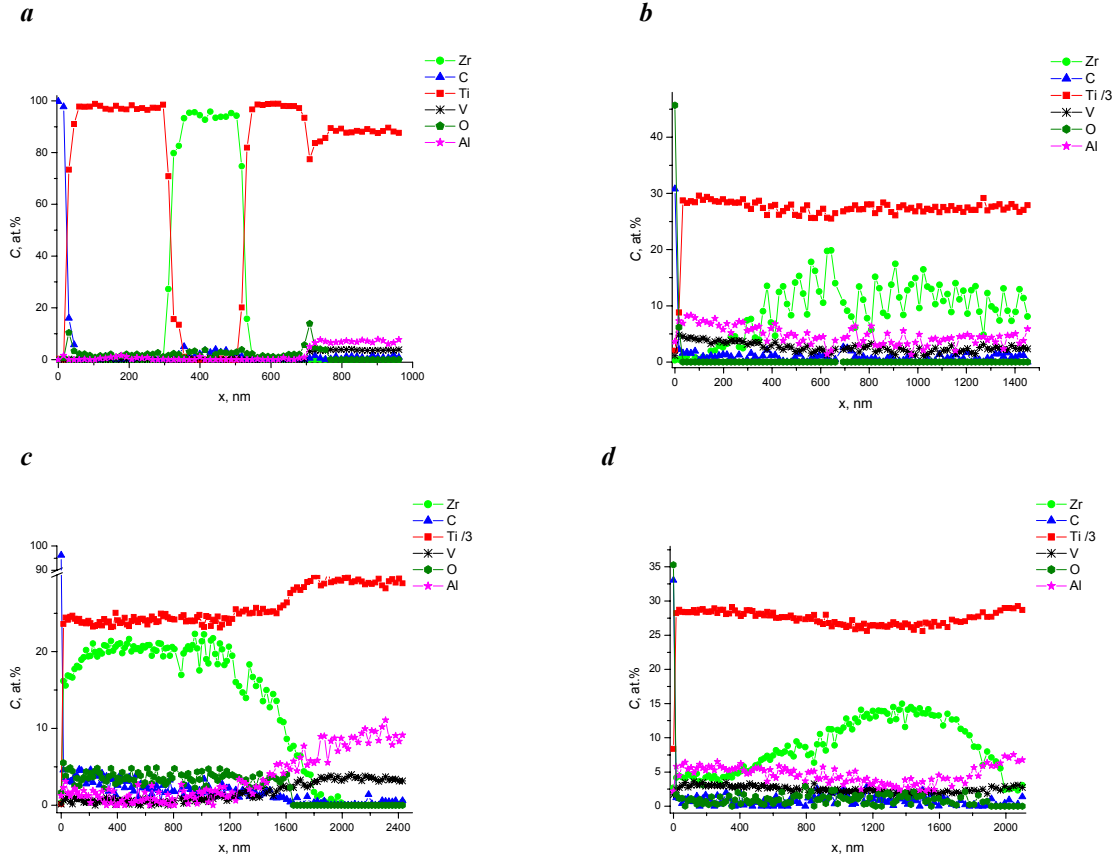 a
Zr
C
Ti
V
O
Al
C, at.%
100
80
60
40
20
0
0 200 400 600 800 1000
x, nm
b
Zr
C
Ti /3
V
O
Al
C, at.%
40
30
20
10
0
0 200 400 600 800 1000 1200 1400
x, nm
c
Zr
C
Ti /3
V
O
Al
C, at.%
100
90
20
10
0
0 400 800 1200 1600 2000 2400
x, nm
d
Zr
C
Ti /3
V
O
Al
C, at.%
35
30
25
20
15
10
5
0
0 400 800 1200 1600 2000
x, nm